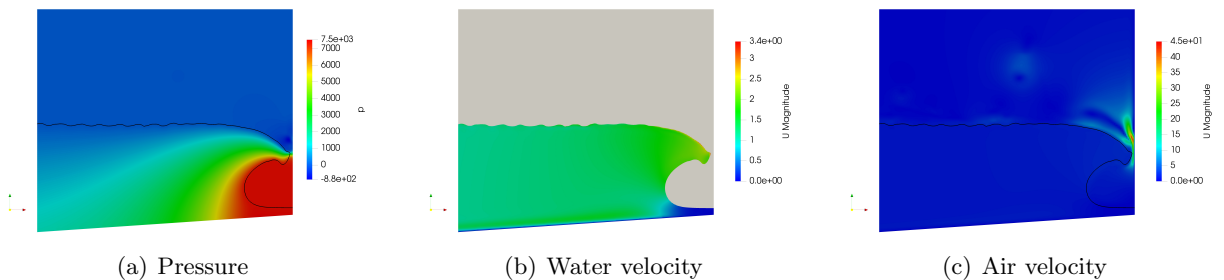 7.5e+03
7000
6000
5000
4000
3000
2000
1000
0
-8.8e+02
p
(a) Pressure
3.4e+00
3
2.5
2
1.5
1
0.5
0.0e+00
U Magnitude
(b) Water velocity
4.5e+01
40
35
30
25
20
15
10
5
0.0e+00
U Magnitude
(c) Air velocity